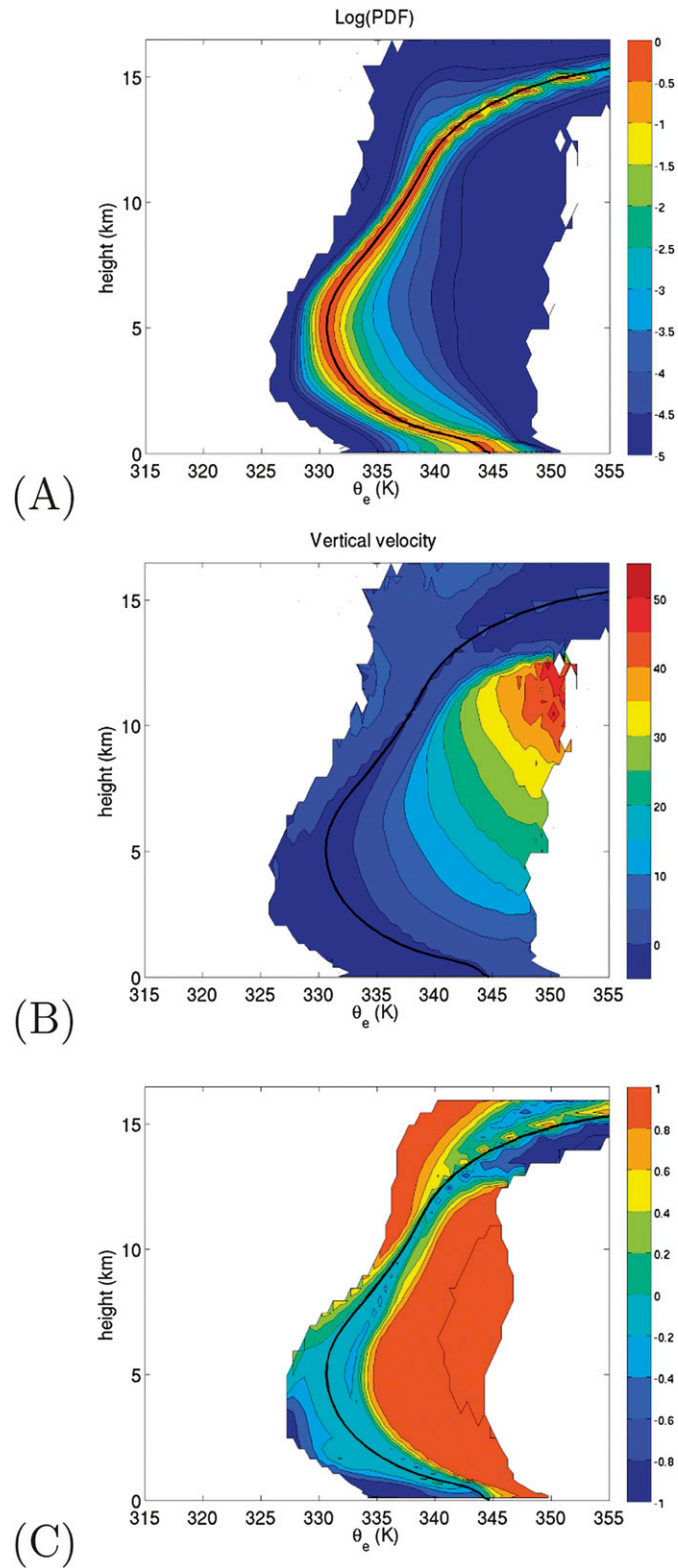 Log(PDF)
height (km)
15
10
5
0
315 320 325 330 335 340 345 350 355
θe (K)
0
-0.5
-1
-1.5
-2
-2.5
-3
-3.5
-4
-4.5
-5
(A)
Vertical velocity
height (km)
15
10
5
0
315 320 325 330 335 340 345 350 355
θe (K)
50
40
30
20
10
0
(B)
height (km)
15
10
5
0
315 320 325 330 335 340 345 350 355
θe (K)
1
0.8
0.6
0.4
0.2
0
-0.2
-0.4
-0.6
-0.8
-1
(C)